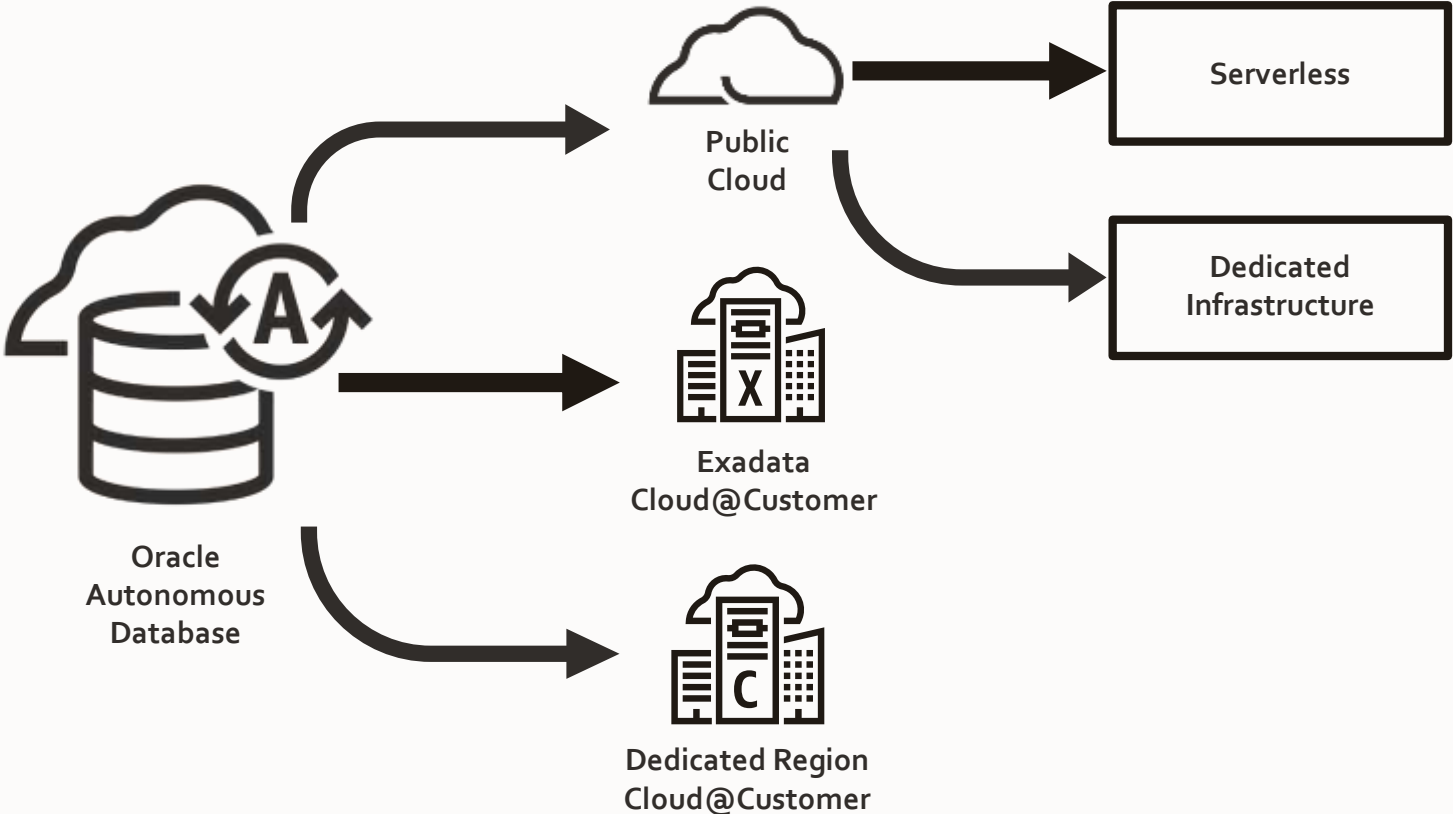 Serverless
Public
Cloud
Dedicated
Infrastructure
A
X
Exadata
Cloud@Customer
Oracle
Autonomous
Database
C
Dedicated Region
Cloud@Customer